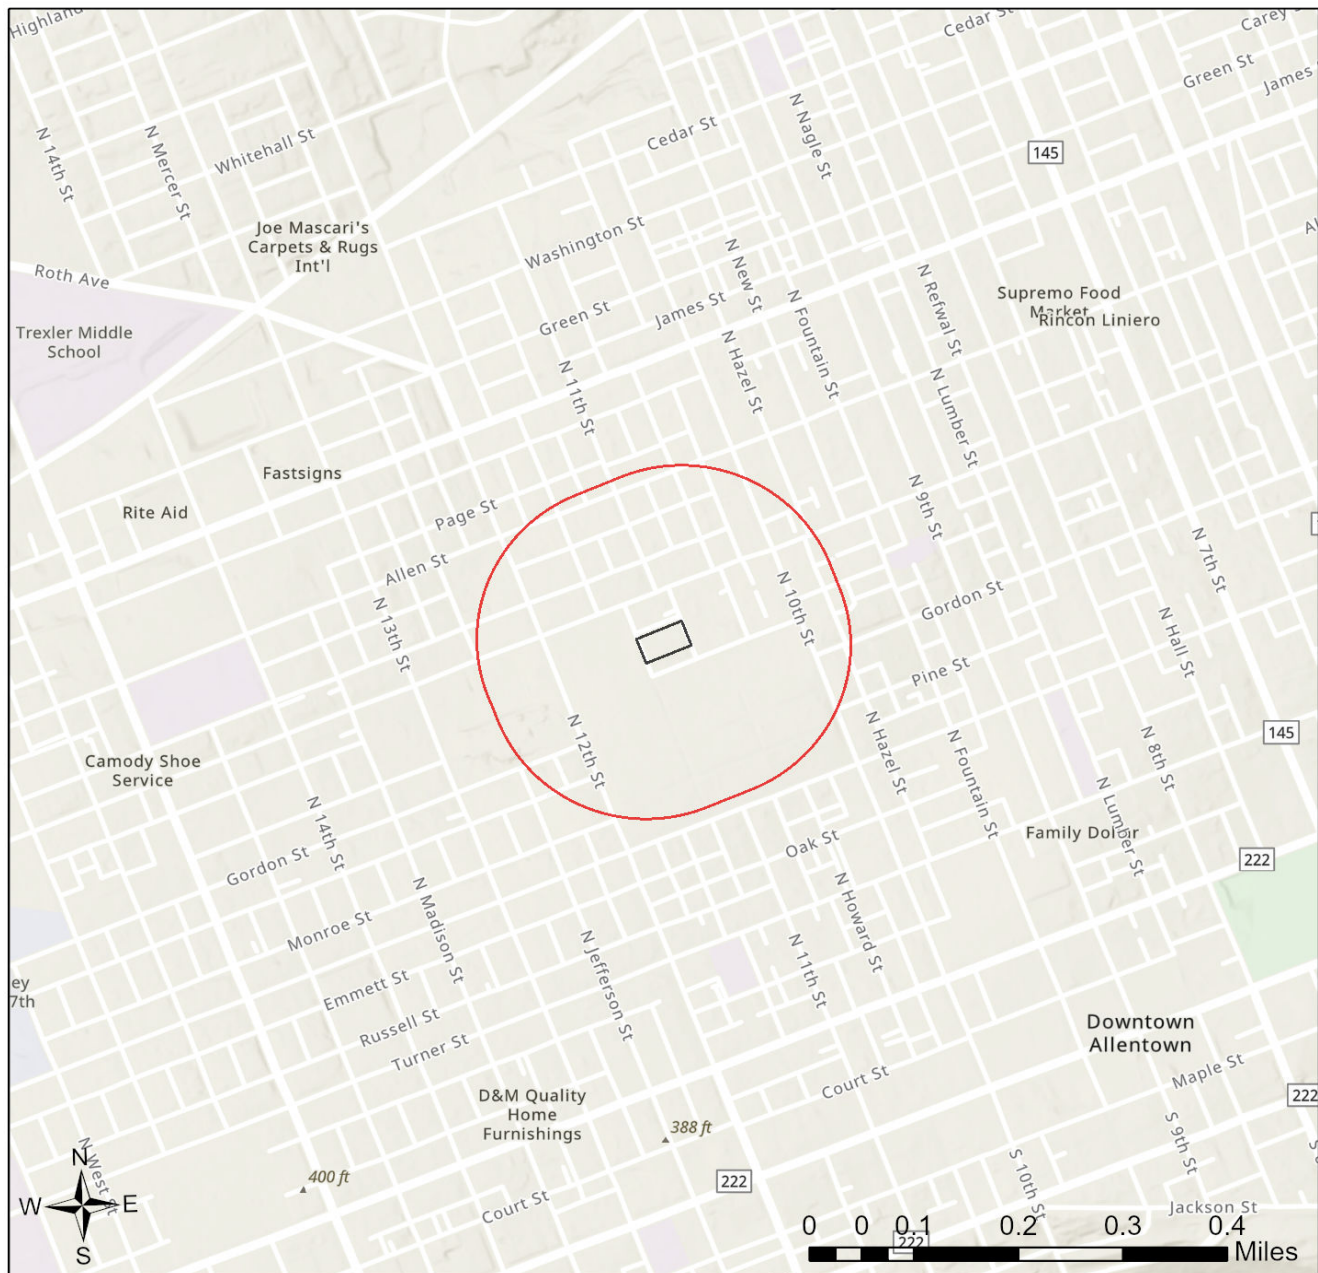 Highland
Cedar St
Carey S
Green St
James
N 14th St
N Mercer St
Whitehall St
N Nagle St
Cedar St
145
Joe Mascari's
Carpets & Rugs
Int'l
Washington St
Roth Ave
N New St
N Refwal St
Green St
James St
N Fountain St
Supremo Food
Market
Rincon Liniero
Trexler Middle
School
N 11th St
N Hazel St
N Lumber St
Fastsigns
Rite Aid
Page St
N 9th St
Allen St
N 7th St
N 13th St
N 10th St
Gordon St
N Hall St
Pine St
Camody Shoe
Service
N 12th St
N Hazel St
N Fountain St
N 8th St
145
N 14th St
Oak St
N Lumber St
Family Dollar
222
Gordon St
N Madison St
N Howard St
Monroe St
N Jefferson St
N 11th St
ey
7th
Emmett St
Russell St
Turner St
Downtown
Allentown
Court St
Maple St
D&M Quality
Home
Furnishings
222
388 ft
S 9th St
N West St
400 ft
222
S 10th St
Court St
Jackson St
222
N
W
E
S
0 0 0.1 0.2 0.3 0.4
Miles